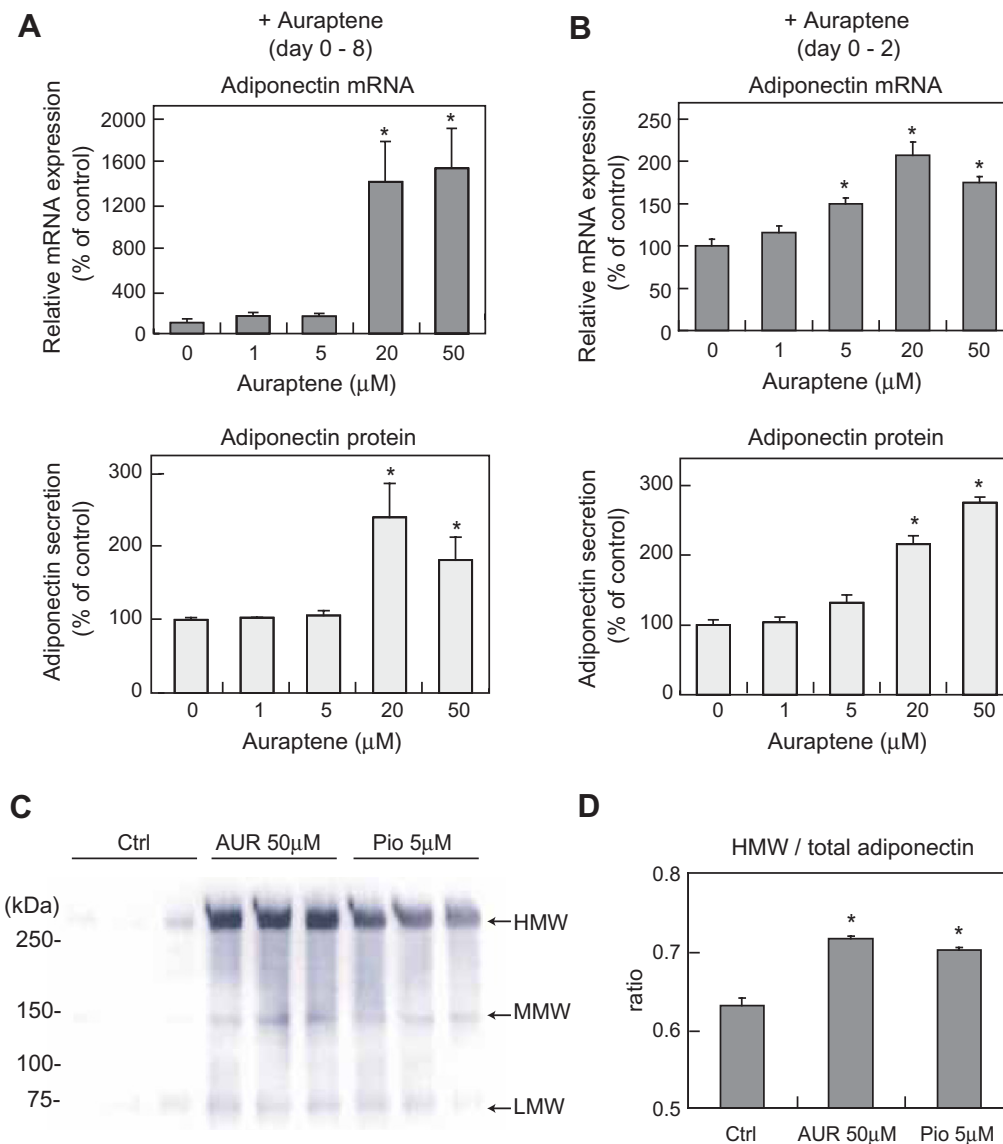 A
+ Auraptene
(day 0 - 8)
Adiponectin mRNA
Relative mRNA expression
(% of control)
2000
1600
1200
800
400
0
*
*
0 1 5 20 50
Auraptene (μM)
Adiponectin protein
Adiponectin secretion
(% of control)
300
200
100
0
*
*
0 1 5 20 50
Auraptene (μM)
B
+ Auraptene
(day 0 - 2)
Adiponectin mRNA
Relative mRNA expression
(% of control)
250
200
150
100
50
0
*
*
*
0 1 5 20 50
Auraptene (μM)
Adiponectin protein
Adiponectin secretion
(% of control)
300
200
100
0
*
*
0 1 5 20 50
Auraptene (μM)
C
Ctrl AUR 50μM Pio 5μM
(kDa)
250-
150-
100-
75-
HMW
MMW
LMW
D
HMW / total adiponectin
ratio
0.8
0.7
0.6
0.5
*
*
Ctrl AUR 50μM Pio 5μM